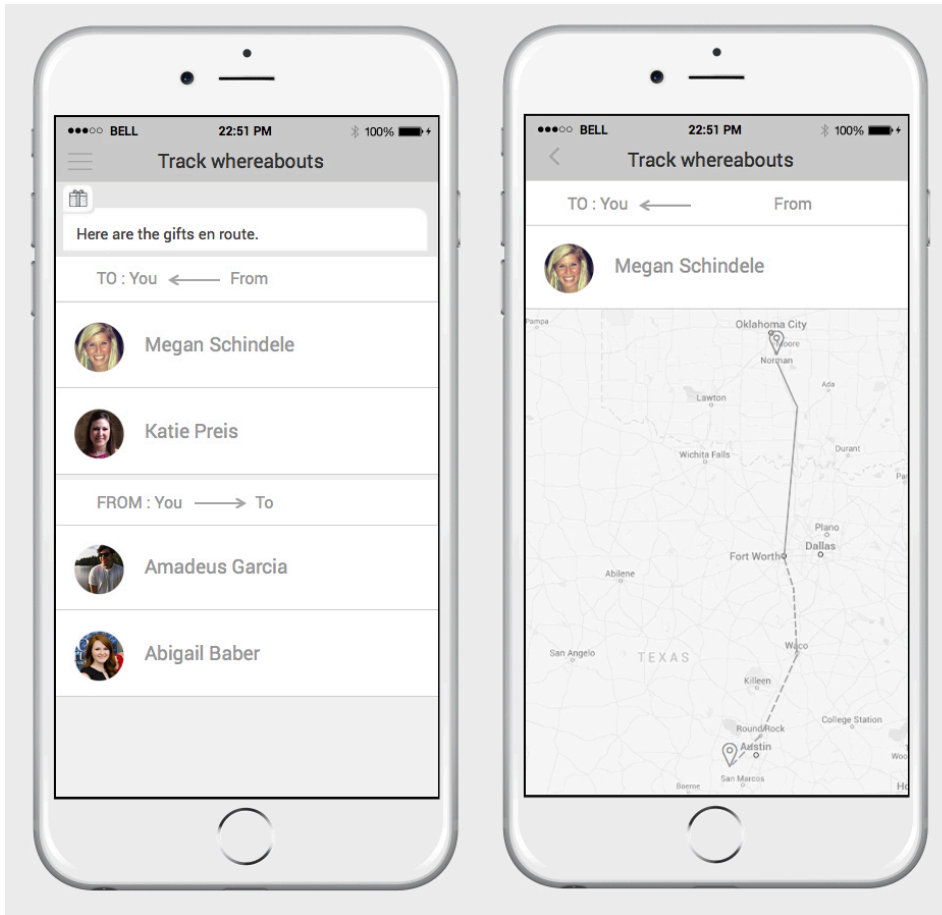 BELL 22:51 PM 100%
Track whereabouts
Here are the gifts en route.
TO : You From
Megan Schindele
Katie Preis
FROM : You To
Amadeus Garcia
Abigail Baber
BELL 22:51 PM 100%
Track whereabouts
TO : You From
Megan Schindele
Pampa
Oklahoma City
Moore
Norman
Ada
Lawton
Durant
Wichita Falls
Pa
Plano
Dallas
Fort Worth
Abilene
Waco
San Angelo
TEXAS
Killeen
College Station
Round Rock
Austin
Woo
San Marcos
Boerne
Ho